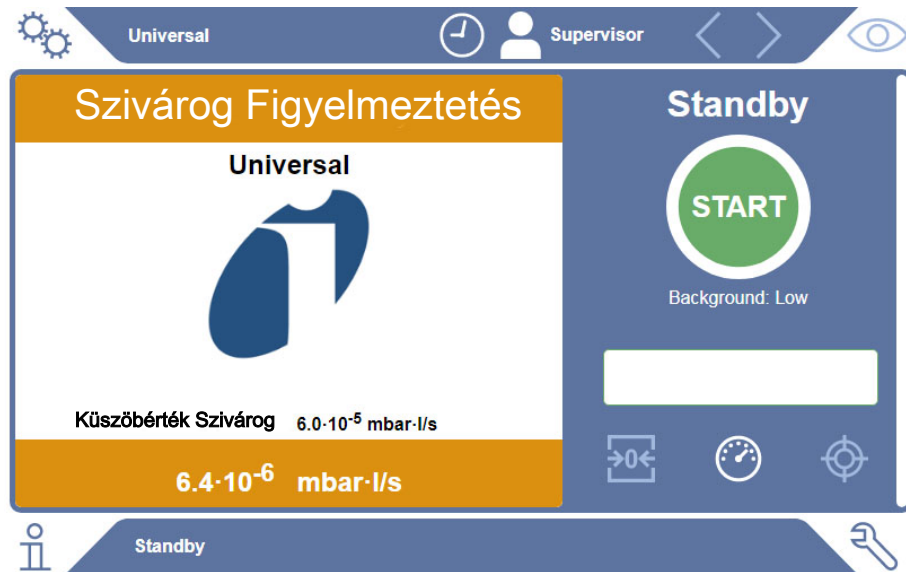 Universal
Supervisor
Szivárog Figyelmeztetés
Universal
Küszöbérték Szivárog 6.0·10⁻⁵ mbar·l/s
6.4·10⁻⁶ mbar·l/s
Standby
START
Background: Low
→0←
Standby